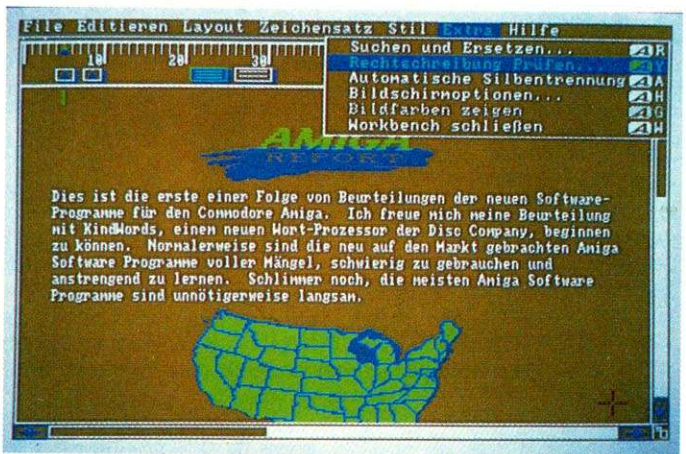 File Editieren Layout Zeichensatz Stil Extra Hilfe
Suchen und Ersetzen... A R
Rechtschreibung Prüfen... A Y
Automatische Silbentrennung A A
Bildschirmoptionen... A H
Bildfarben zeigen A G
Workbench schließen A W
10 20 30
AMIGA
REPORT
Dies ist die erste einer Folge von Beurteilungen der neuen Software-
Programme für den Commodore Amiga. Ich freue mich meine Beurteilung
mit KindWords, einem neuen Wort-Prozessor der Disc Company, beginnen
zu können. Normalerweise sind die neu auf den Markt gebrachten Amiga
Software Programme voller Mängel, schwierig zu gebrauchen und
anstrengend zu lernen. Schlimmer noch, die meisten Amiga Software
Programme sind unnötigerweise langsam.